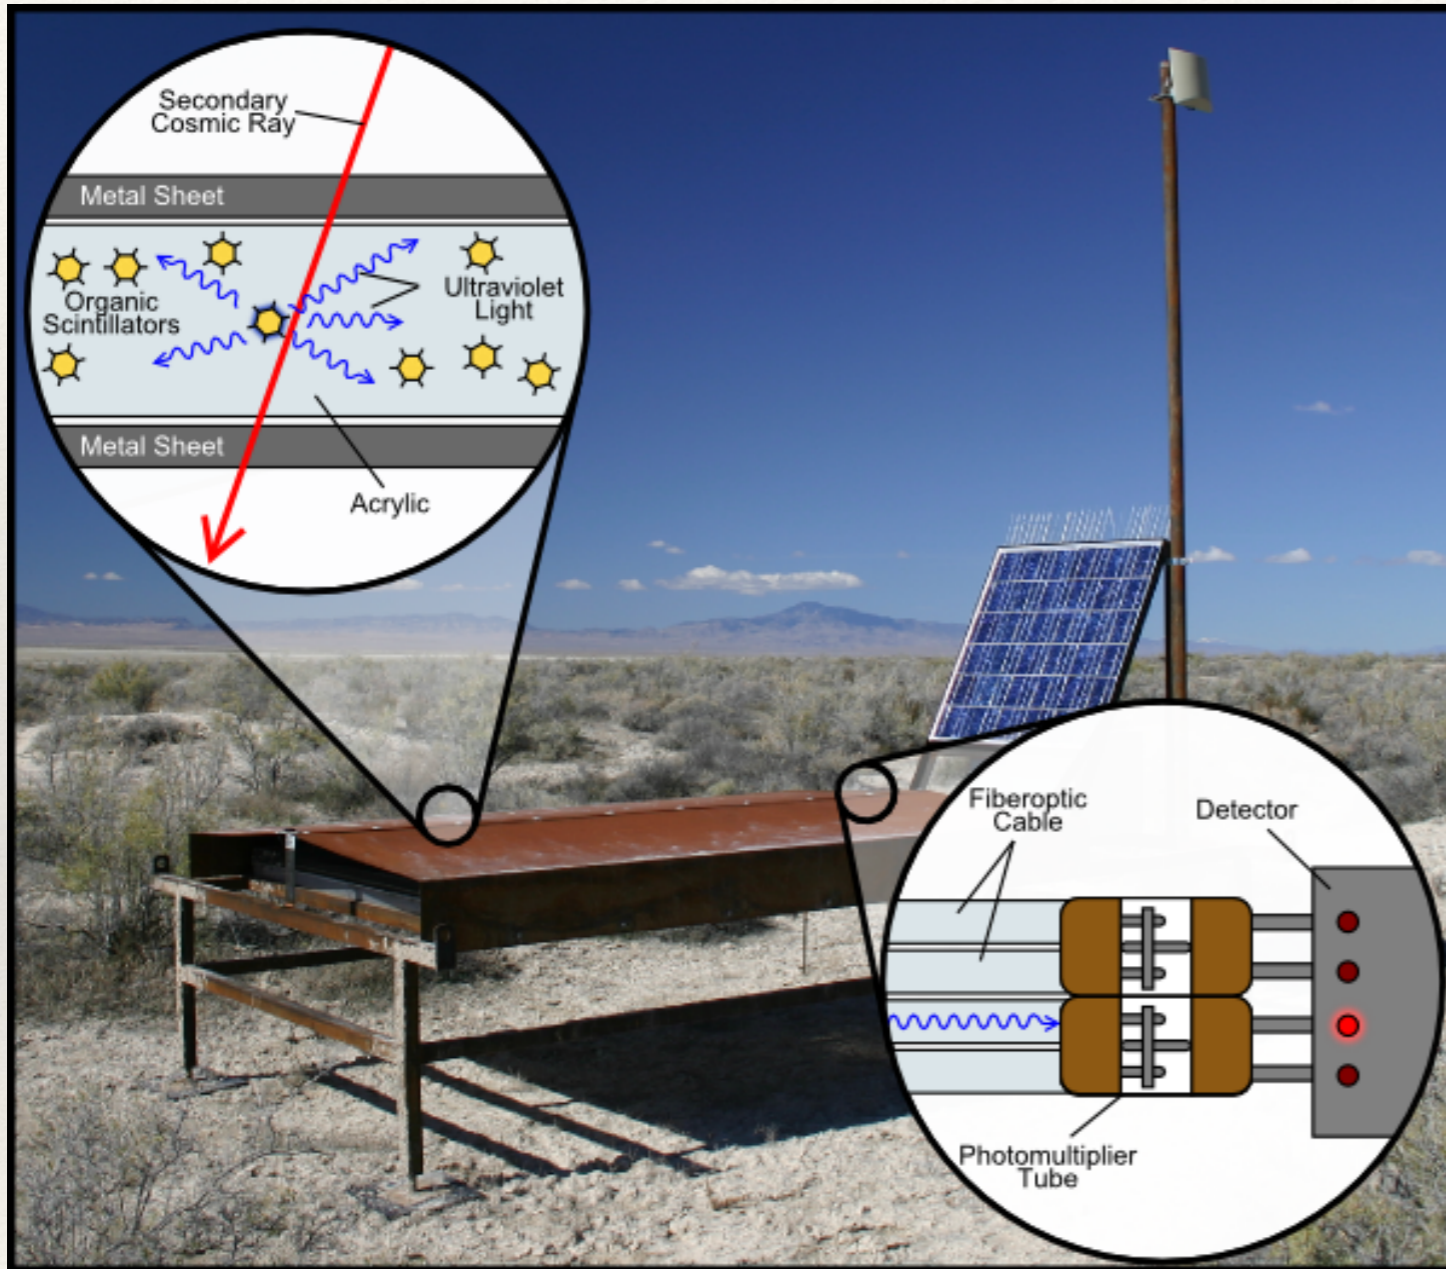 Secondary
Cosmic Ray
Metal Sheet
Organic
Scintillators
Ultraviolet
Light
Metal Sheet
Acrylic
Fiberoptic
Cable
Detector
Photomultiplier
Tube